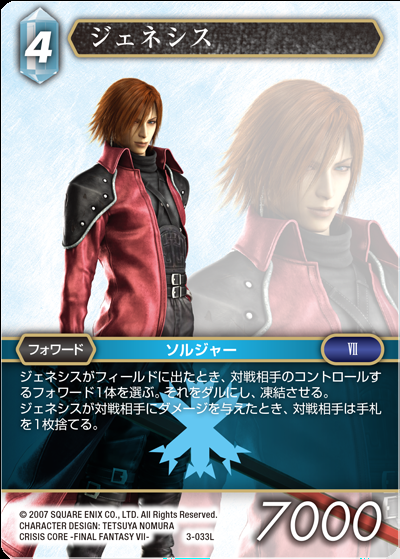 4
ジェネシス
フォワード
ソルジャー
VII
ジェネシスがフィールドに出たとき、対戦相手のコントロールす
るフォワード1体を選ぶ。それをダルにし、凍結させる。
ジェネシスが対戦相手にダメージを与えたとき、対戦相手は手札
を1枚捨てる。
© 2007 SQUARE ENIX CO., LTD. All Rights Reserved.
CHARACTER DESIGN: TETSUYA NOMURA
CRISIS CORE -FINAL FANTASY VII-
3-033L
7000